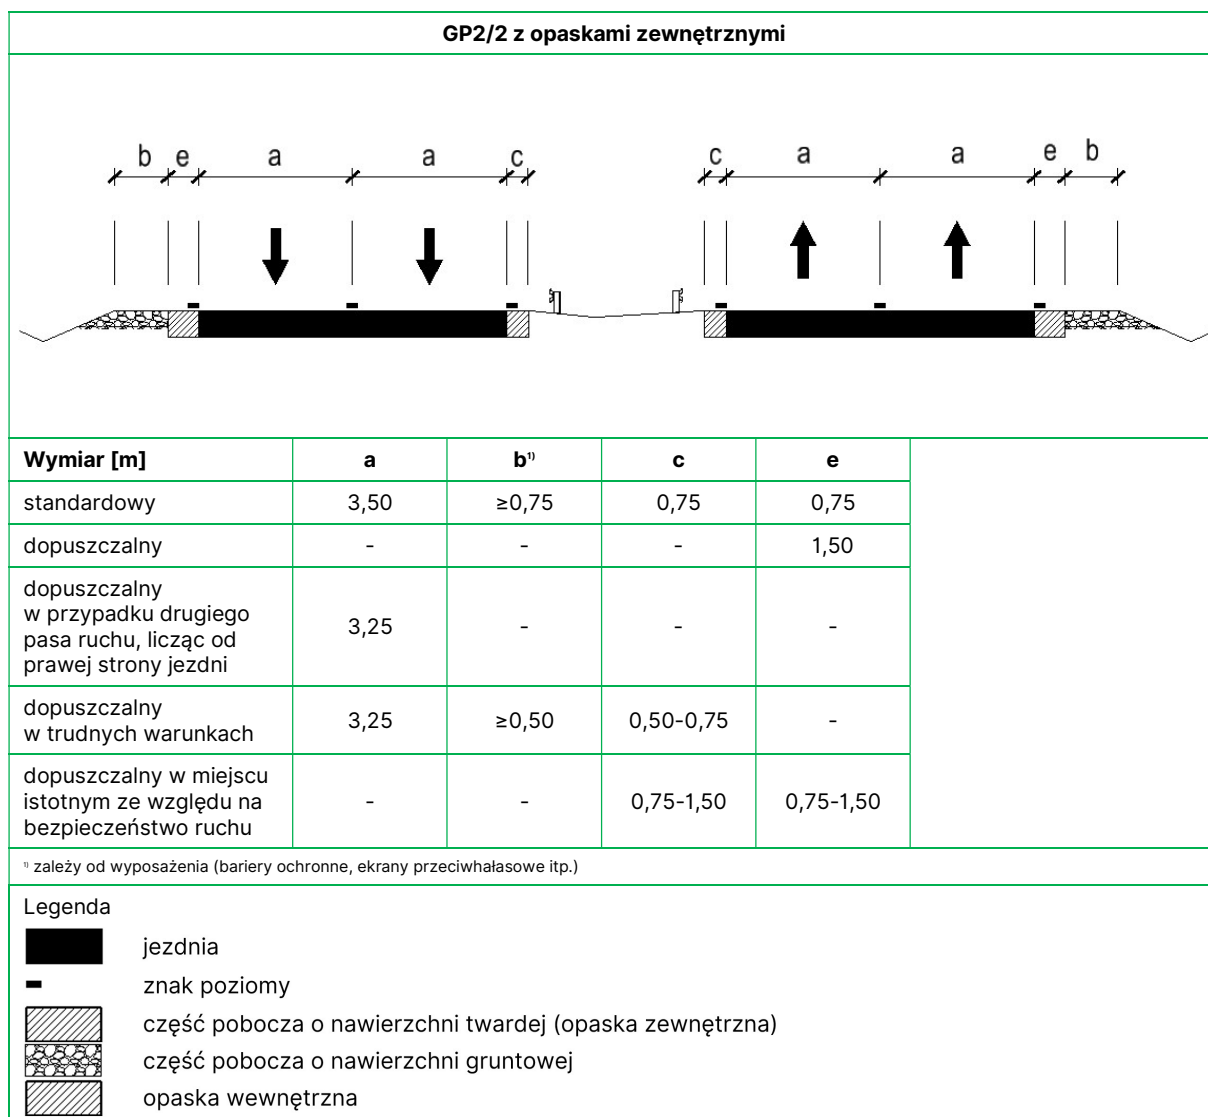 GP2/2 z opaskami zewnętrznymi
b e a a c c a a e b
Wymiar [m] a b¹⁾ c e
standardowy 3,50 ≥0,75 0,75 0,75
dopuszczalny - - - 1,50
dopuszczalny
w przypadku drugiego
pasa ruchu, licząc od
prawej strony jezdni
3,25 - - -
dopuszczalny
w trudnych warunkach
3,25 ≥0,50 0,50-0,75 -
dopuszczalny w miejscu
istotnym ze względu na
bezpieczeństwo ruchu
- - 0,75-1,50 0,75-1,50
¹⁾ zależy od wyposażenia (bariery ochronne, ekrany przeciwhałasowe itp.)
Legenda
jezdnia
znak poziomy
część pobocza o nawierzchni twardej (opaska zewnętrzna)
część pobocza o nawierzchni gruntowej
opaska wewnętrzna